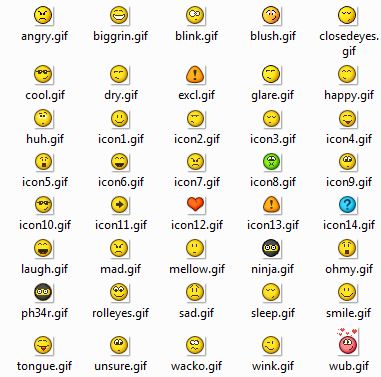 angry.gif biggrin.gif blink.gif blush.gif closedeyes.
gif
cool.gif dry.gif excl.gif glare.gif happy.gif
huh.gif icon1.gif icon2.gif icon3.gif icon4.gif
icon5.gif icon6.gif icon7.gif icon8.gif icon9.gif
icon10.gif icon11.gif icon12.gif icon13.gif icon14.gif
laugh.gif mad.gif mellow.gif ninja.gif ohmy.gif
ph34r.gif rolleyes.gif sad.gif sleep.gif smile.gif
tongue.gif unsure.gif wacko.gif wink.gif wub.gif